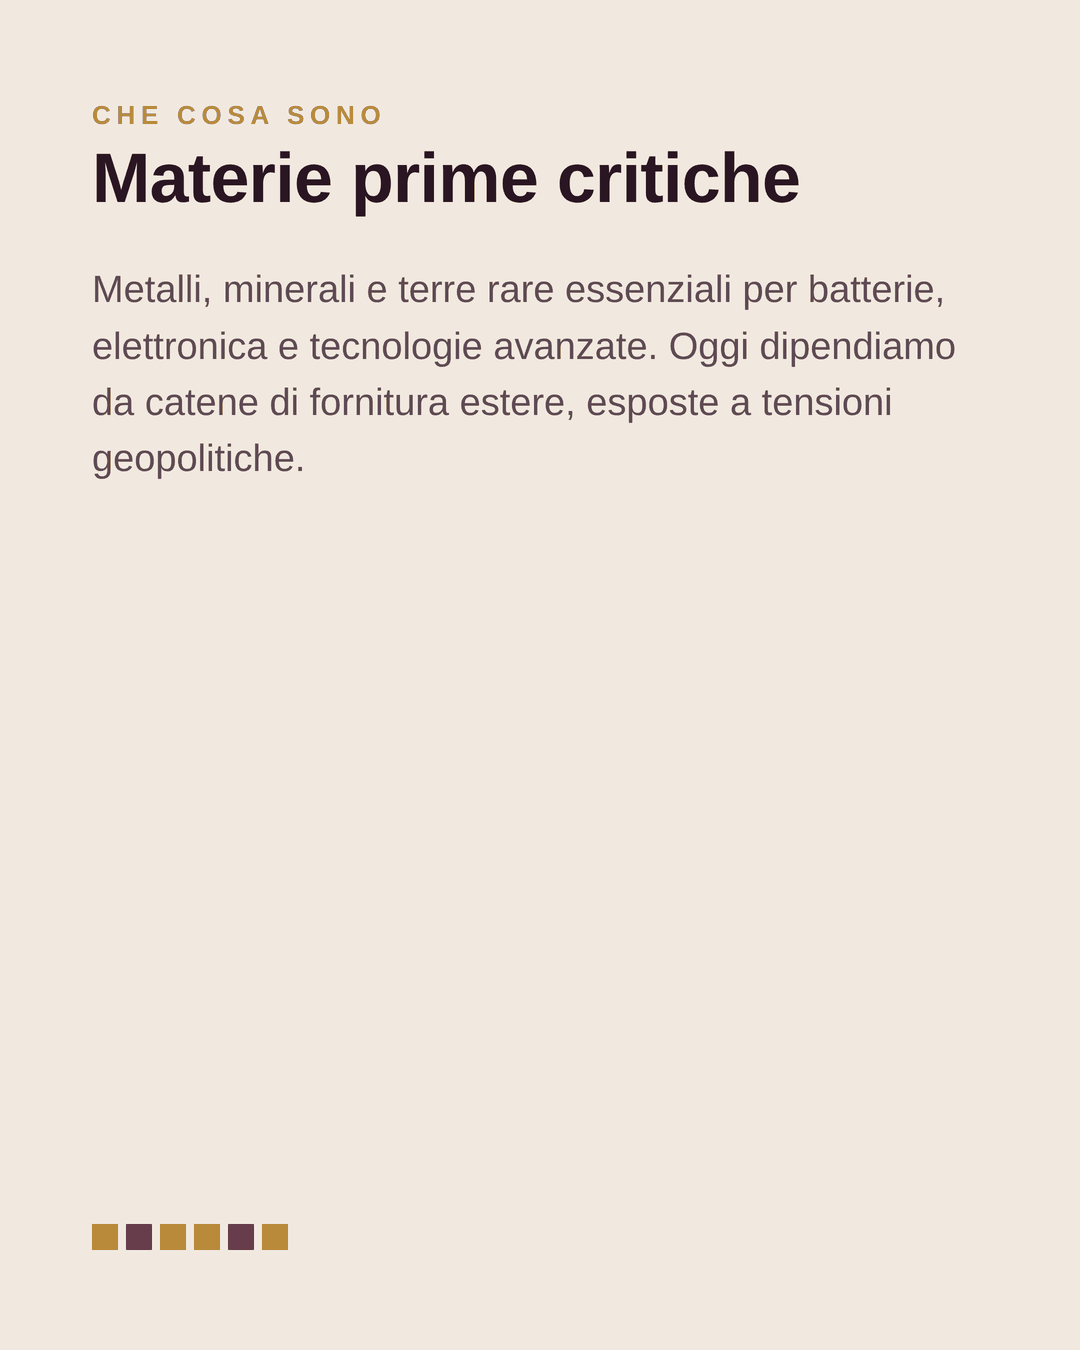 CHE COSA SONO
Materie prime critiche
Metalli, minerali e terre rare essenziali per batterie,
elettronica e tecnologie avanzate. Oggi dipendiamo
da catene di fornitura estere, esposte a tensioni
geopolitiche.